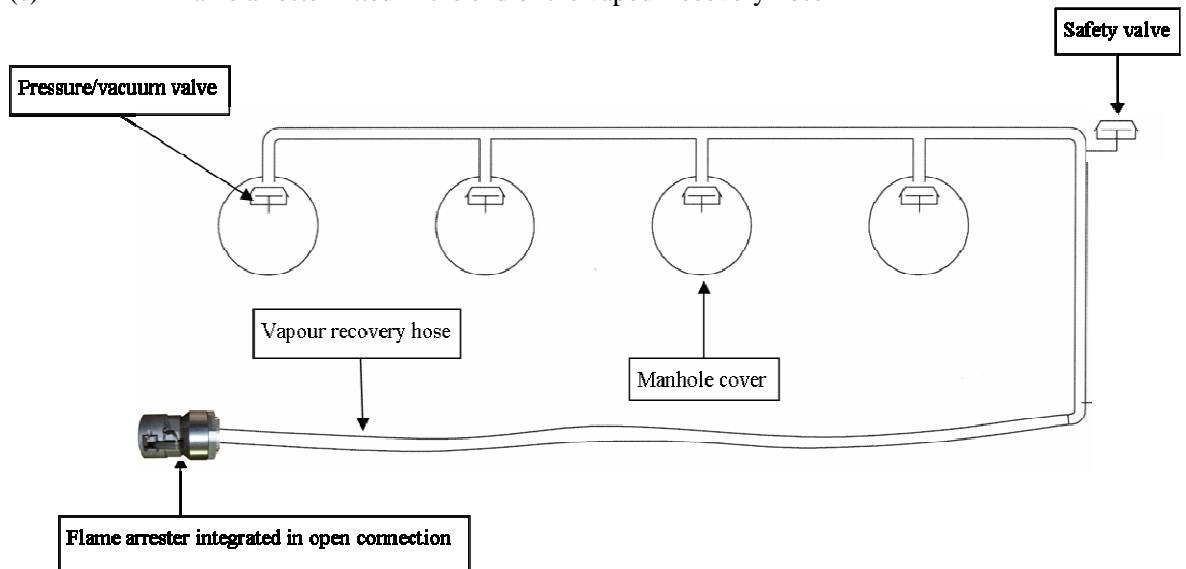 Safety valve
Pressure/vacuum valve
Vapour recovery hose
Manhole cover
Flame arrester integrated in open connection